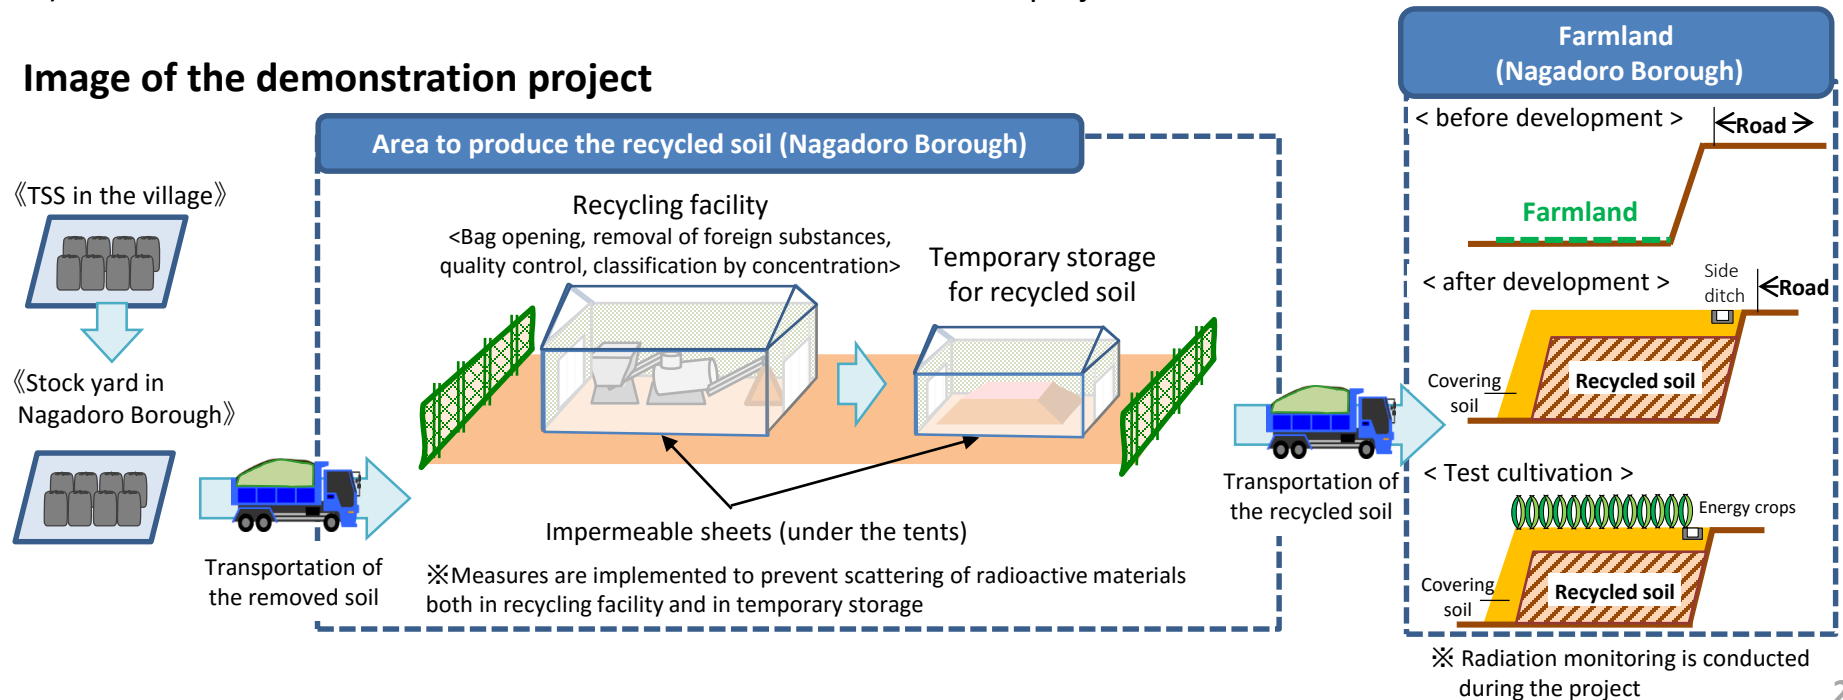 Image of the demonstration project
《TSS in the village》
《Stock yard in
Nagadoro Borough》
Transportation of
the removed soil
Area to produce the recycled soil (Nagadoro Borough)
Recycling facility
<Bag opening, removal of foreign substances,
quality control, classification by concentration>
Temporary storage
for recycled soil
Impermeable sheets (under the tents)
※Measures are implemented to prevent scattering of radioactive materials
both in recycling facility and in temporary storage
Transportation of
the recycled soil
Farmland
(Nagadoro Borough)
< before development >
Road
Farmland
< after development >
Side
ditch
Road
Covering
soil
Recycled soil
< Test cultivation >
Energy crops
Covering
soil
Recycled soil
※ Radiation monitoring is conducted
during the project